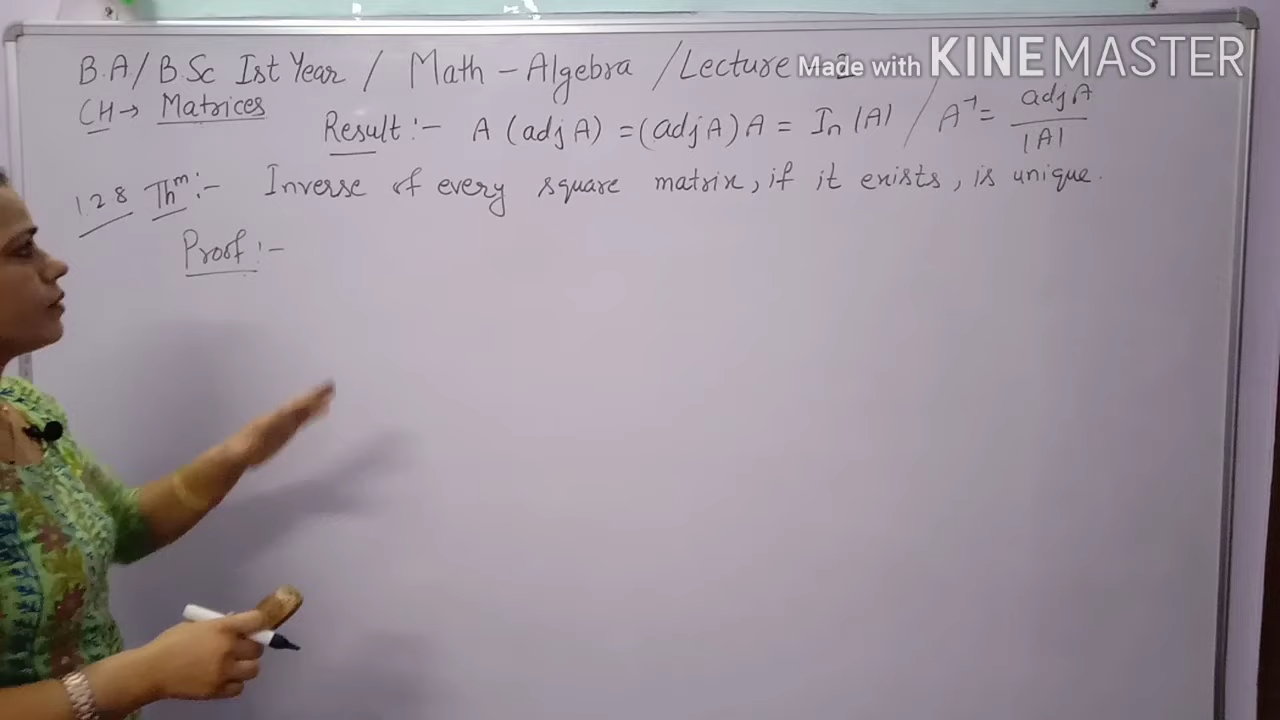 B.A/B.Sc Ist Year / Math - Algebra / Lecture
Made with KINEMASTER
CH → Matrices
Result :- A (adj A) = (adj A) A = In |A| / A⁻¹ = adj A / |A|
1.28 Thᵐ :- Inverse of every square matrix, if it exists, is unique.
Proof :-